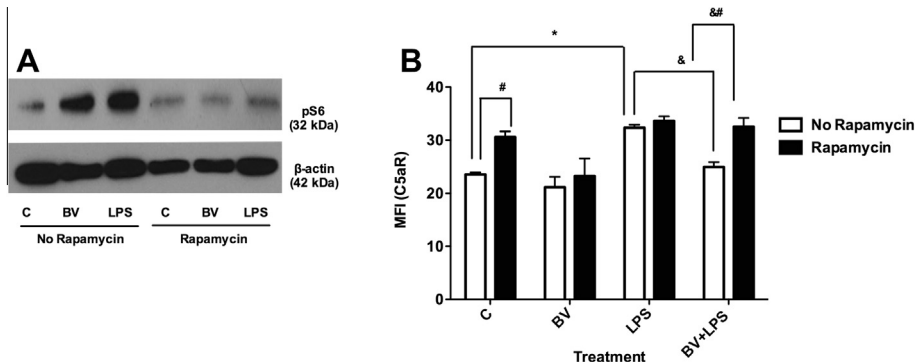 A
pS6
(32 kDa)
β-actin
(42 kDa)
C BV LPS C BV LPS
No Rapamycin Rapamycin
B
*
&#
&
#
40
30
20
10
0
MFI (C5aR)
C BV LPS BV+LPS
Treatment
No Rapamycin
Rapamycin